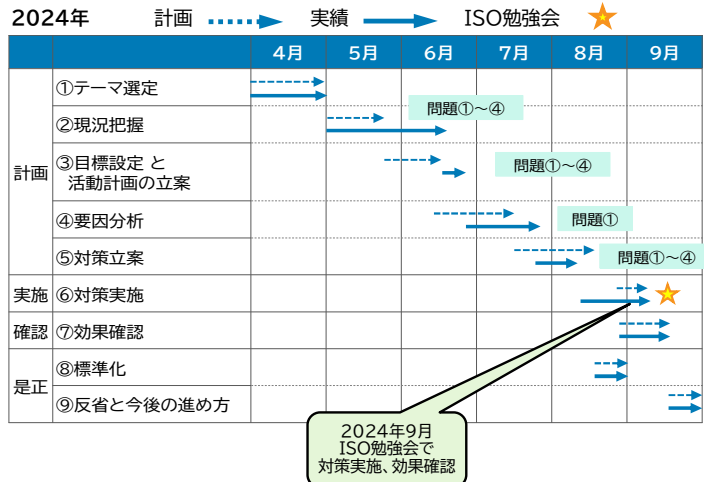 2024年 計画 実績 ISO勉強会
4月 5月 6月 7月 8月 9月
計画
①テーマ選定
問題①～④
②現況把握
③目標設定 と
活動計画の立案
問題①～④
④要因分析
問題①
⑤対策立案
問題①～④
実施 ⑥対策実施
確認 ⑦効果確認
是正
⑧標準化
⑨反省と今後の進め方
2024年9月
ISO勉強会で
対策実施、効果確認